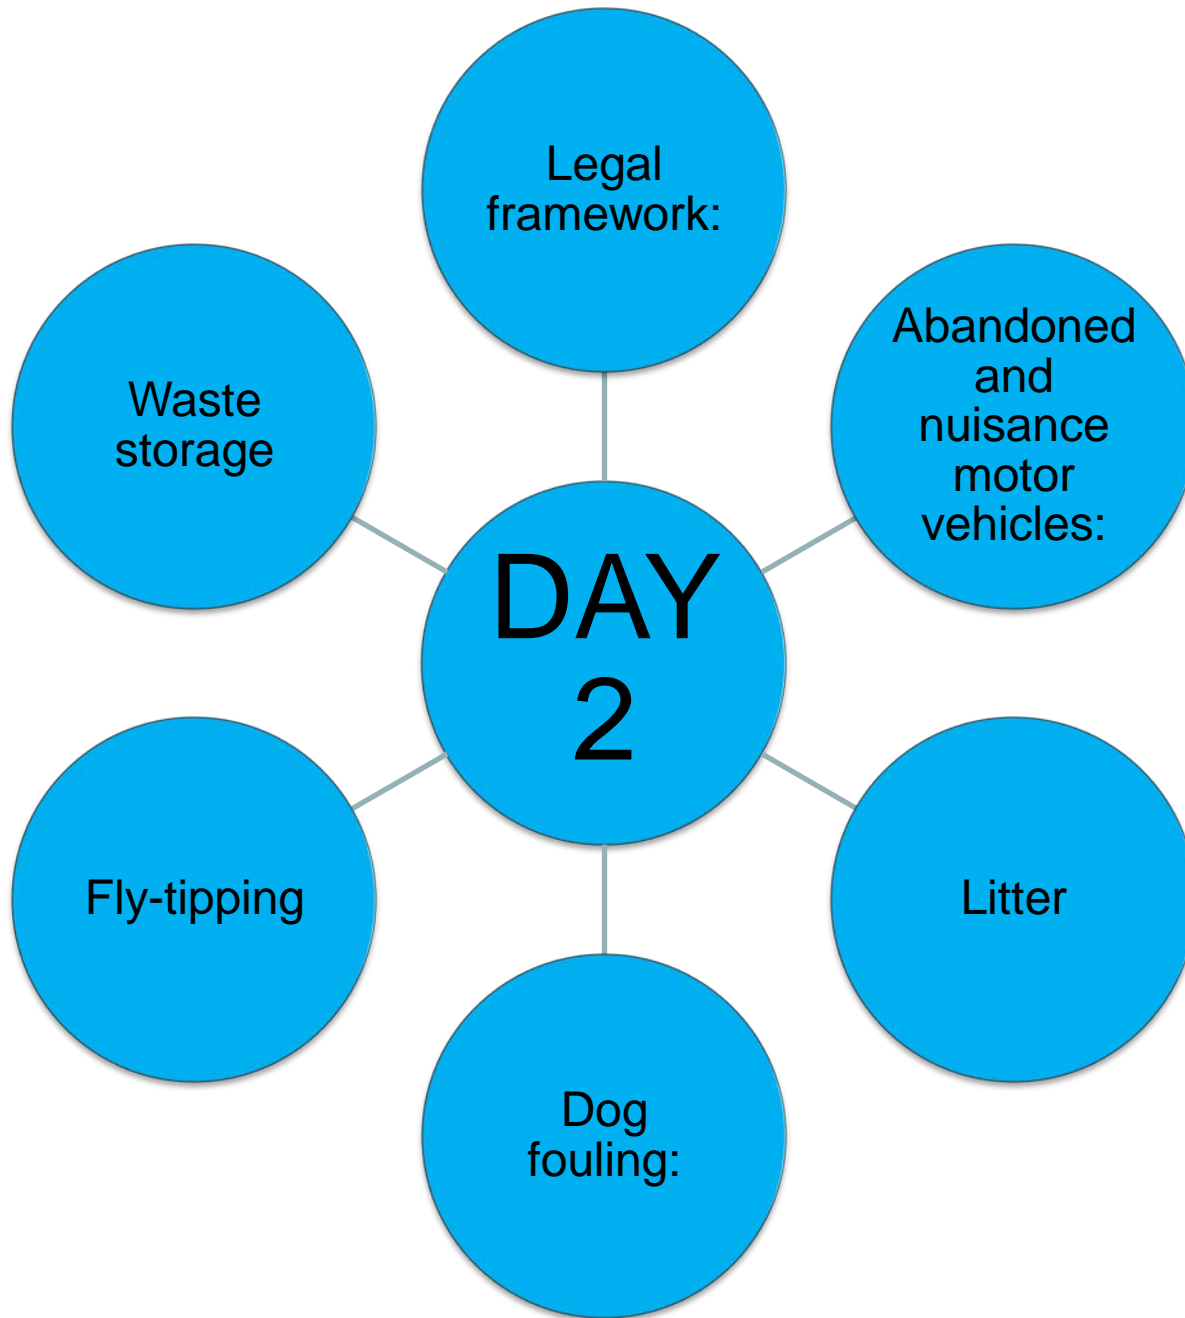 Legal
framework:
Abandoned
and
nuisance
motor
vehicles:
Waste
storage
DAY
2
Fly-tipping
Litter
Dog
fouling: